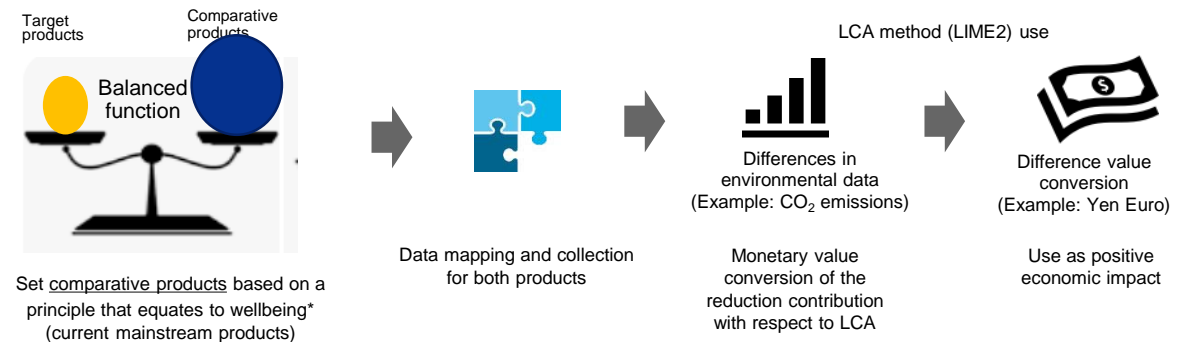 Target
products
Comparative
products
Balanced
function
Set comparative products based on a
principle that equates to wellbeing*
(current mainstream products)
Data mapping and collection
for both products
LCA method (LIME2) use
Differences in
environmental data
(Example: CO₂ emissions)
Monetary value
conversion of the
reduction contribution
with respect to LCA
$
Difference value
conversion
(Example: Yen Euro)
Use as positive
economic impact